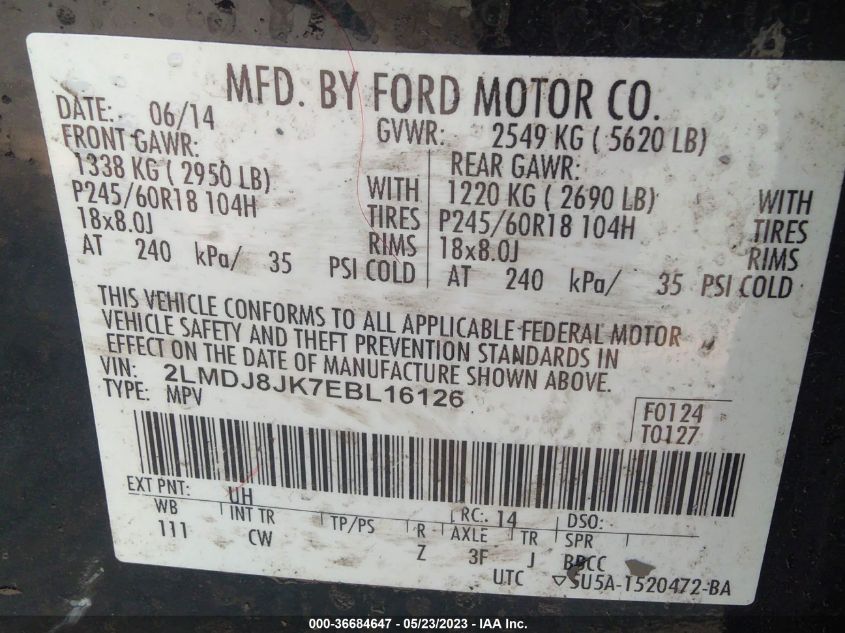 MFD. BY FORD MOTOR CO.
DATE: 06/14 GVWR: 2549 KG ( 5620 LB)
FRONT GAWR: REAR GAWR:
1338 KG ( 2950 LB) WITH 1220 KG ( 2690 LB) WITH
P245/60R18 104H TIRES P245/60R18 104H TIRES
18x8.0J RIMS 18x8.0J RIMS
AT 240 kPa/ 35 PSI COLD AT 240 kPa/ 35 PSI COLD
THIS VEHICLE CONFORMS TO ALL APPLICABLE FEDERAL MOTOR
VEHICLE SAFETY AND THEFT PREVENTION STANDARDS IN
EFFECT ON THE DATE OF MANUFACTURE SHOWN ABOVE.
VIN: 2LMDJ8JK7EBL16126
TYPE: MPV
F0124
T0127
EXT PNT: UH RC: 14 DSO:
WB INT TR TP/PS R AXLE TR SPR
111 CW Z 3F J BBCC
UTC ▽5U5A-1520472-BA
000-36684647 — 05/23/2023 — IAA Inc.